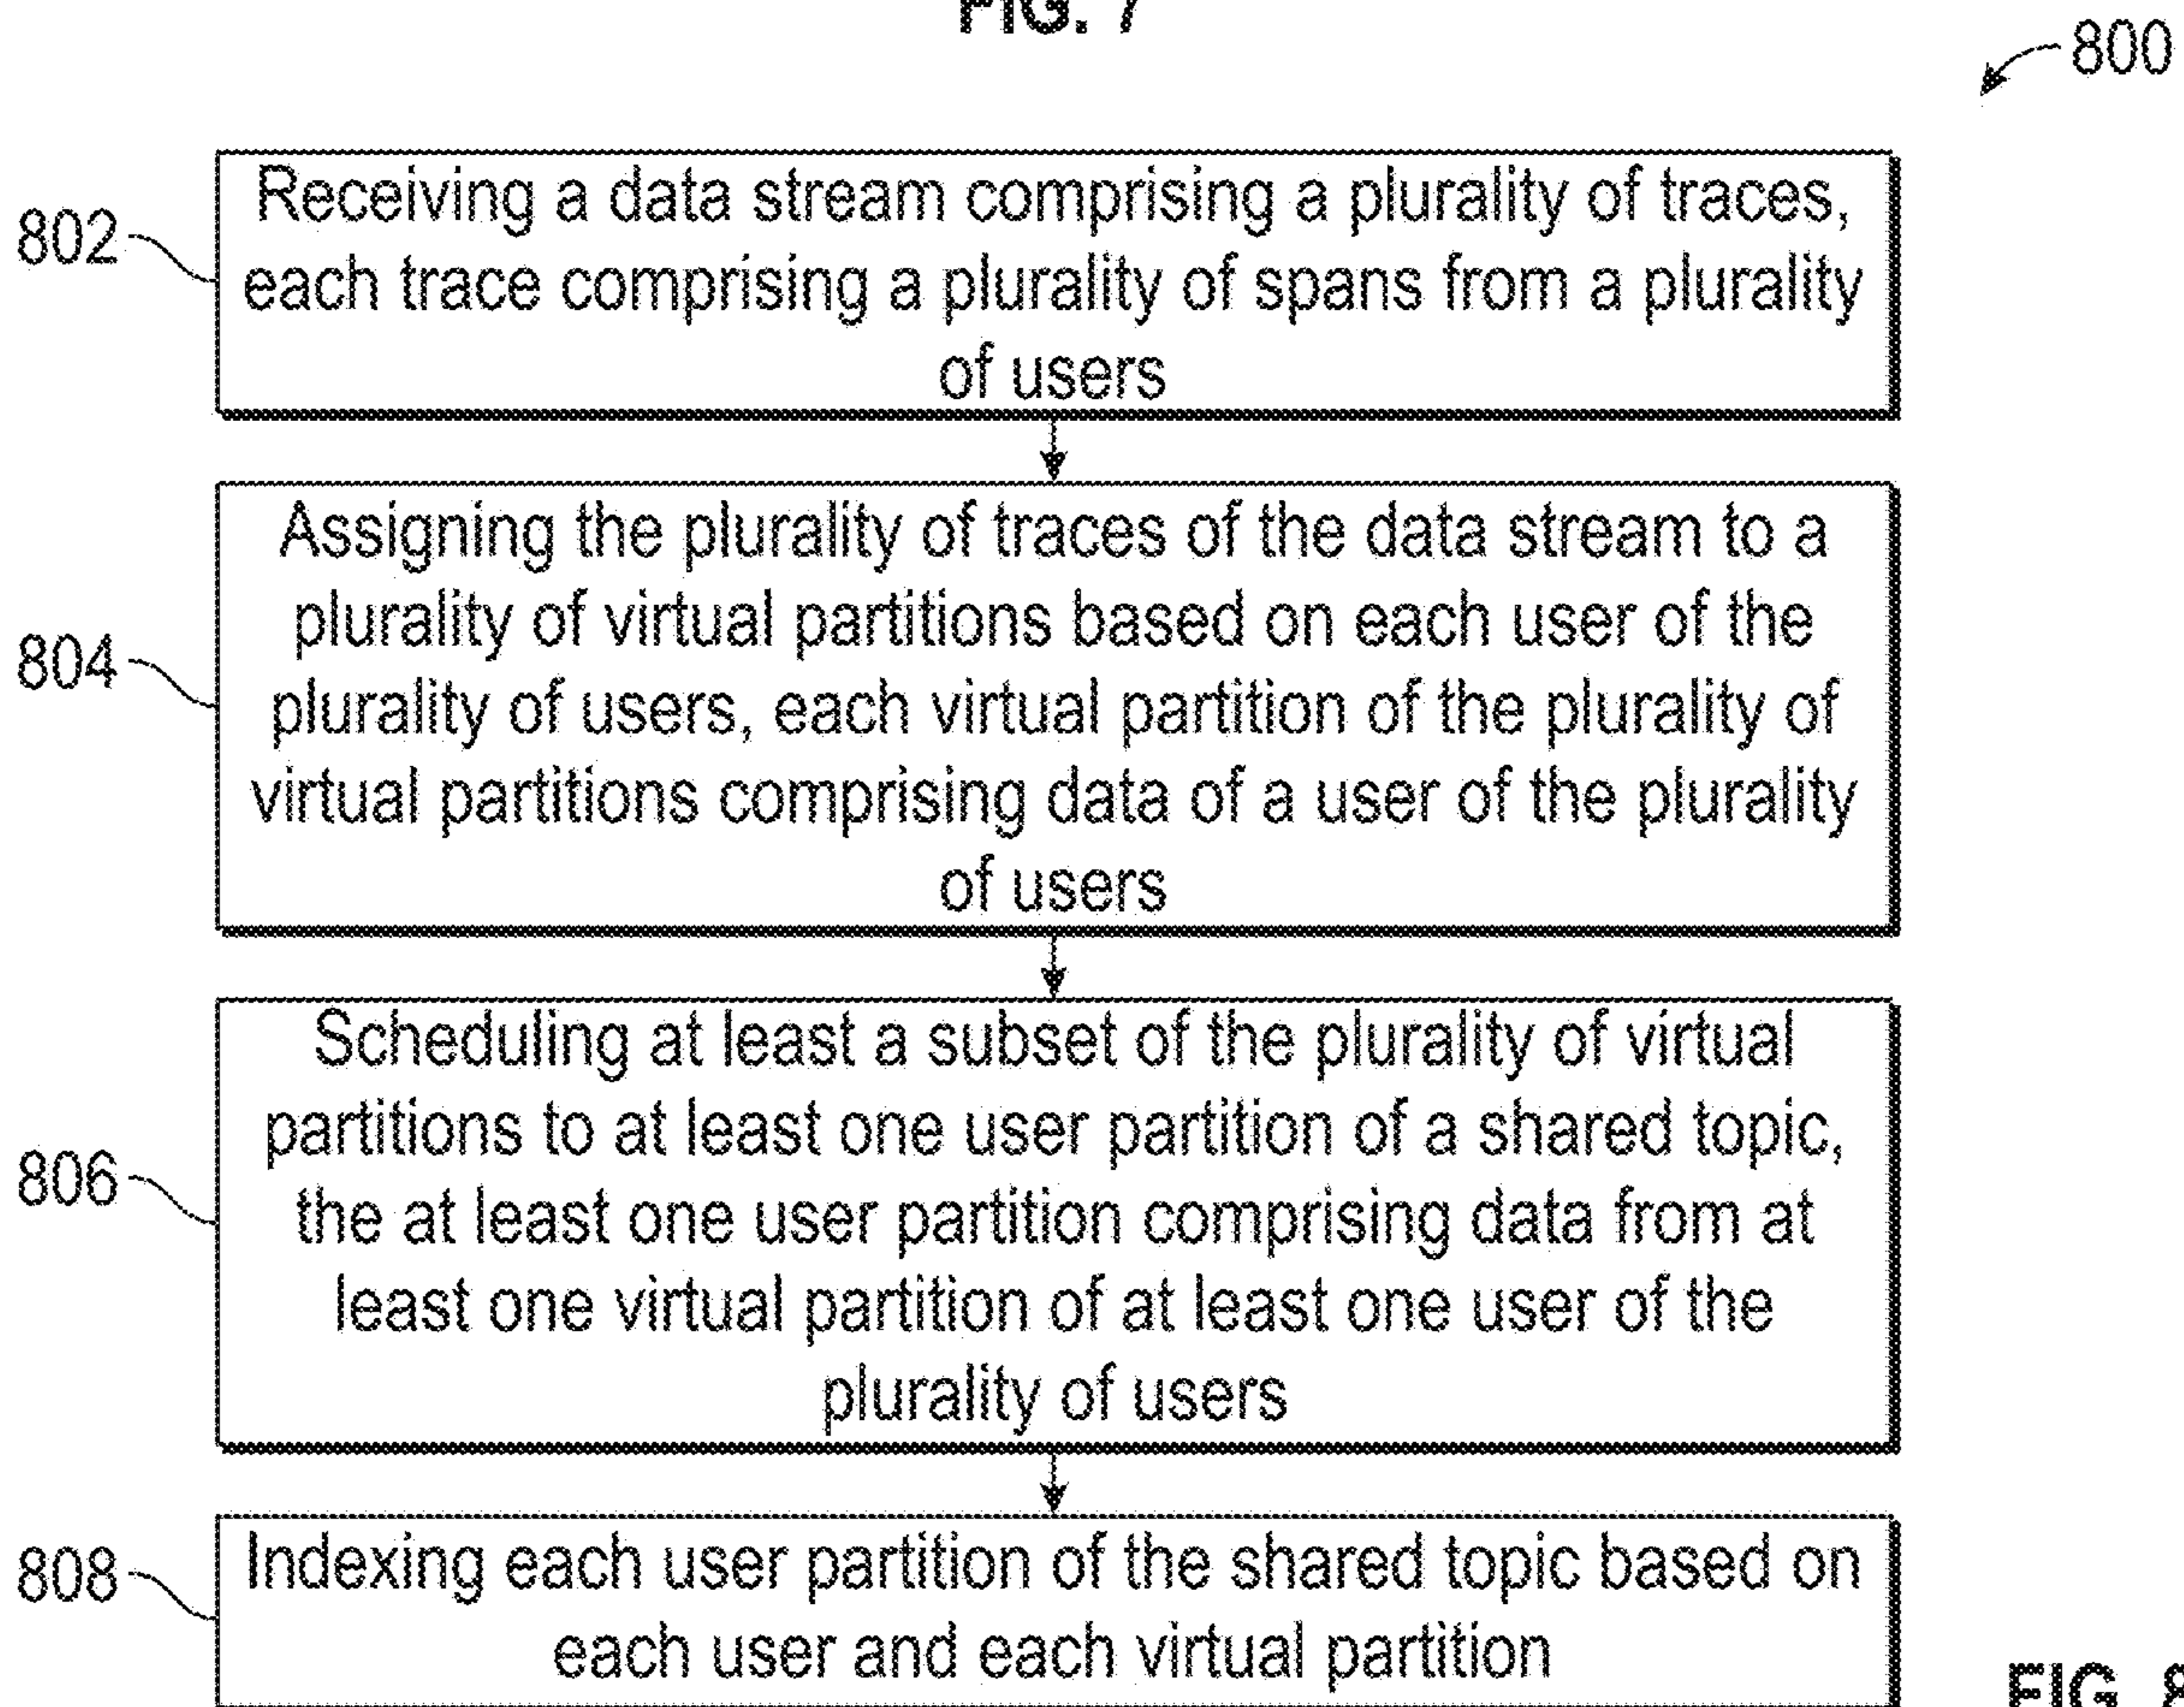 FIG. 7
800
802
Receiving a data stream comprising a plurality of traces,
each trace comprising a plurality of spans from a plurality
of users
804
Assigning the plurality of traces of the data stream to a
plurality of virtual partitions based on each user of the
plurality of users, each virtual partition of the plurality of
virtual partitions comprising data of a user of the plurality
of users
806
Scheduling at least a subset of the plurality of virtual
partitions to at least one user partition of a shared topic,
the at least one user partition comprising data from at
least one virtual partition of at least one user of the
plurality of users
808
Indexing each user partition of the shared topic based on
each user and each virtual partition
FIG. 8